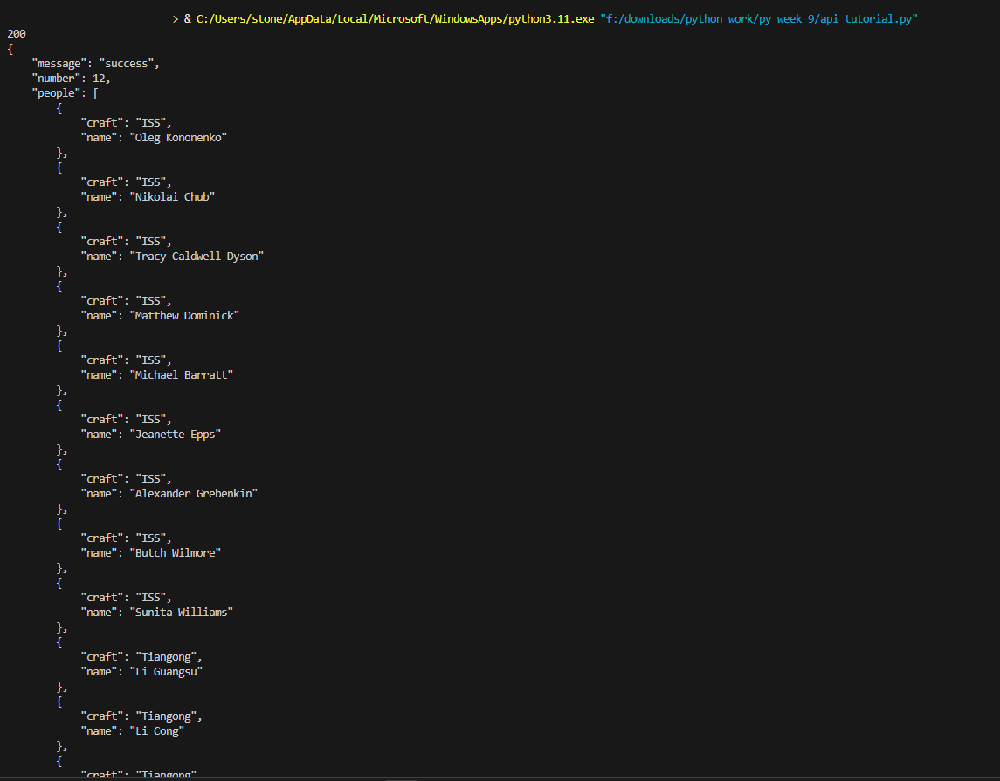 > & C:/Users/stone/AppData/Local/Microsoft/WindowsApps/python3.11.exe "f:/downloads/python work/py week 9/api tutorial.py"
200
{
    "message": "success",
    "number": 12,
    "people": [
        {
            "craft": "ISS",
            "name": "Oleg Kononenko"
        },
        {
            "craft": "ISS",
            "name": "Nikolai Chub"
        },
        {
            "craft": "ISS",
            "name": "Tracy Caldwell Dyson"
        },
        {
            "craft": "ISS",
            "name": "Matthew Dominick"
        },
        {
            "craft": "ISS",
            "name": "Michael Barratt"
        },
        {
            "craft": "ISS",
            "name": "Jeanette Epps"
        },
        {
            "craft": "ISS",
            "name": "Alexander Grebenkin"
        },
        {
            "craft": "ISS",
            "name": "Butch Wilmore"
        },
        {
            "craft": "ISS",
            "name": "Sunita Williams"
        },
        {
            "craft": "Tiangong",
            "name": "Li Guangsu"
        },
        {
            "craft": "Tiangong",
            "name": "Li Cong"
        },
        {
            "craft": "Tiangong"